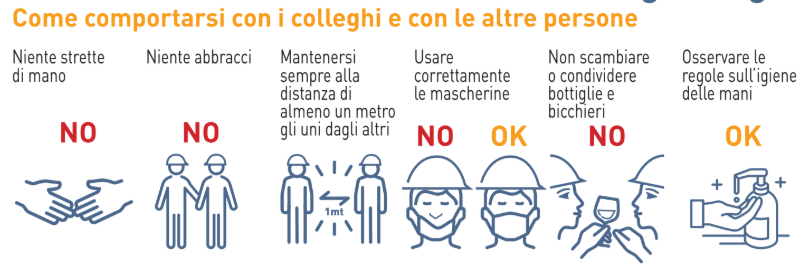 Come comportarsi con i colleghi e con le altre persone
Niente strette
di mano
NO
Niente abbracci
NO
Mantenersi
sempre alla
distanza di
almeno un metro
gli uni dagli altri
1mt
Usare
correttamente
le mascherine
NO OK
Non scambiare
o condividere
bottiglie e
bicchieri
NO
Osservare le
regole sull'igiene
delle mani
OK